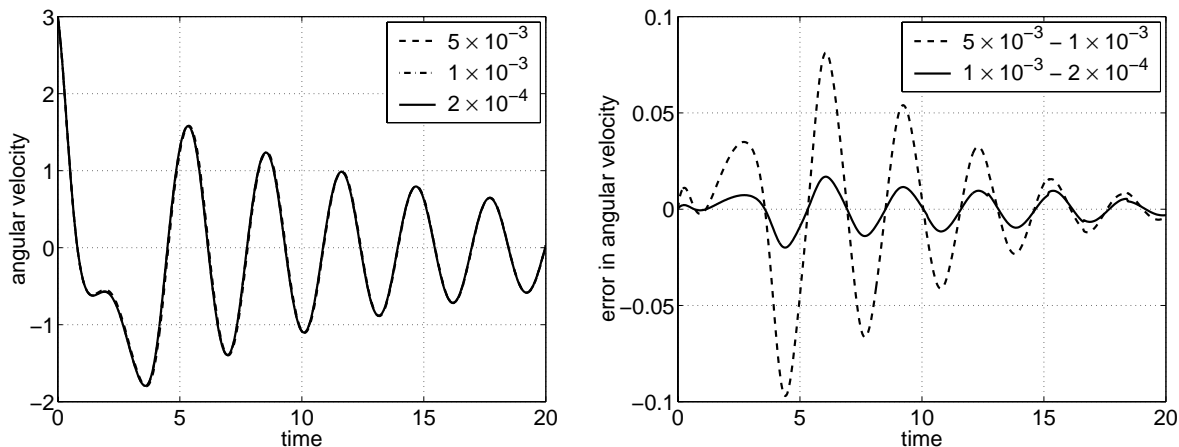 3
2
1
0
−1
−2
0
5
10
15
20
time
angular velocity
5 × 10⁻³
1 × 10⁻³
2 × 10⁻⁴
0.1
0.05
0
−0.05
−0.1
0
5
10
15
20
time
error in angular velocity
5 × 10⁻³ − 1 × 10⁻³
1 × 10⁻³ − 2 × 10⁻⁴